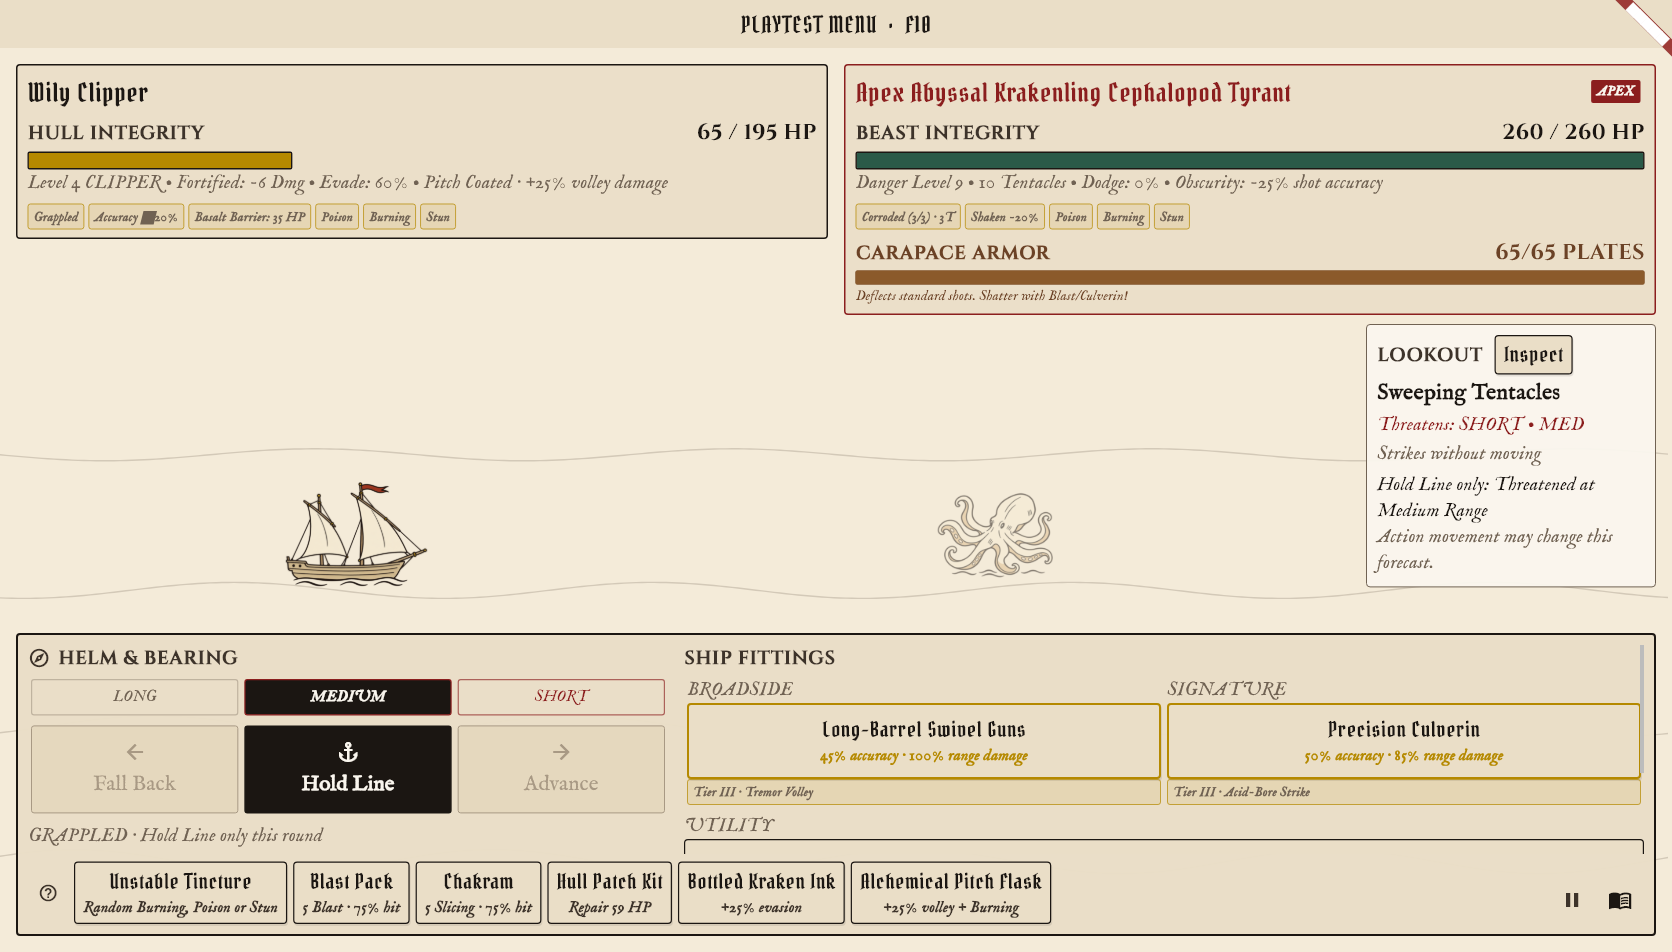 PLAYTEST MENU · F10
Wily Clipper
HULL INTEGRITY 65 / 195 HP
Level 4 CLIPPER • Fortified: -6 Dmg • Evade: 60% • Pitch Coated · +25% volley damage
Grappled Accuracy 20% Basalt Barrier: 35 HP Poison Burning Stun
Apex Abyssal Krakenling Cephalopod Tyrant APEX
BEAST INTEGRITY 260 / 260 HP
Danger Level 9 • 10 Tentacles • Dodge: 0% • Obscurity: -25% shot accuracy
Corroded (3/3) · 3T Shaken -20% Poison Burning Stun
CARAPACE ARMOR 65/65 PLATES
Deflects standard shots. Shatter with Blast/Culverin!
LOOKOUT Inspect
Sweeping Tentacles
Threatens: SHORT • MED
Strikes without moving
Hold Line only: Threatened at
Medium Range
Action movement may change this
forecast.
HELM & BEARING
LONG MEDIUM SHORT
Fall Back Hold Line Advance
GRAPPLED · Hold Line only this round
SHIP FITTINGS
BROADSIDE SIGNATURE
Long-Barrel Swivel Guns Precision Culverin
45% accuracy · 100% range damage 50% accuracy · 85% range damage
Tier III · Tremor Volley Tier III · Acid-Bore Strike
UTILITY
Unstable Tincture Blast Pack Chakram Hull Patch Kit Bottled Kraken Ink Alchemical Pitch Flask
Random Burning, Poison or Stun 5 Blast · 75% hit 5 Slicing · 75% hit Repair 59 HP +25% evasion +25% volley + Burning